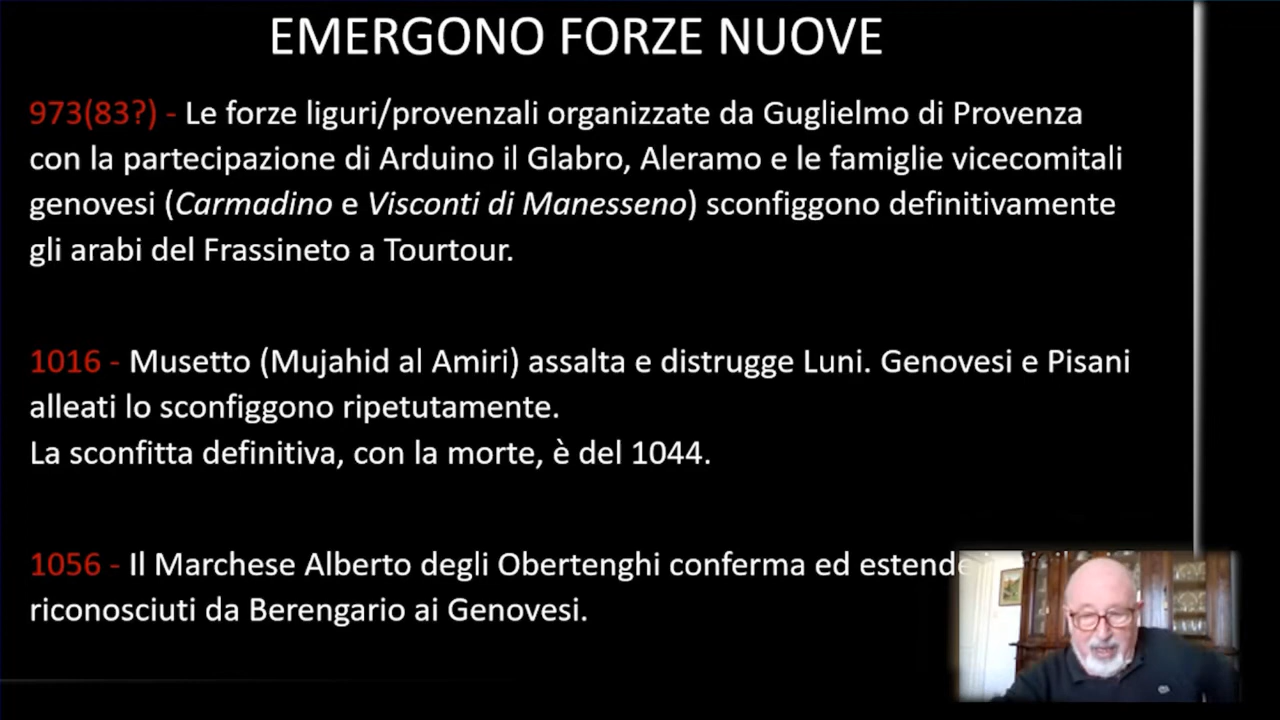 EMERGONO FORZE NUOVE
973(83?) - Le forze liguri/provenzali organizzate da Guglielmo di Provenza
con la partecipazione di Arduino il Glabro, Aleramo e le famiglie vicecomitali
genovesi (Carmadino e Visconti di Manesseno) sconfiggono definitivamente
gli arabi del Frassineto a Tourtour.
1016 - Musetto (Mujahid al Amiri) assalta e distrugge Luni. Genovesi e Pisani
alleati lo sconfiggono ripetutamente.
La sconfitta definitiva, con la morte, è del 1044.
1056 - Il Marchese Alberto degli Obertenghi conferma ed estende
riconosciuti da Berengario ai Genovesi.